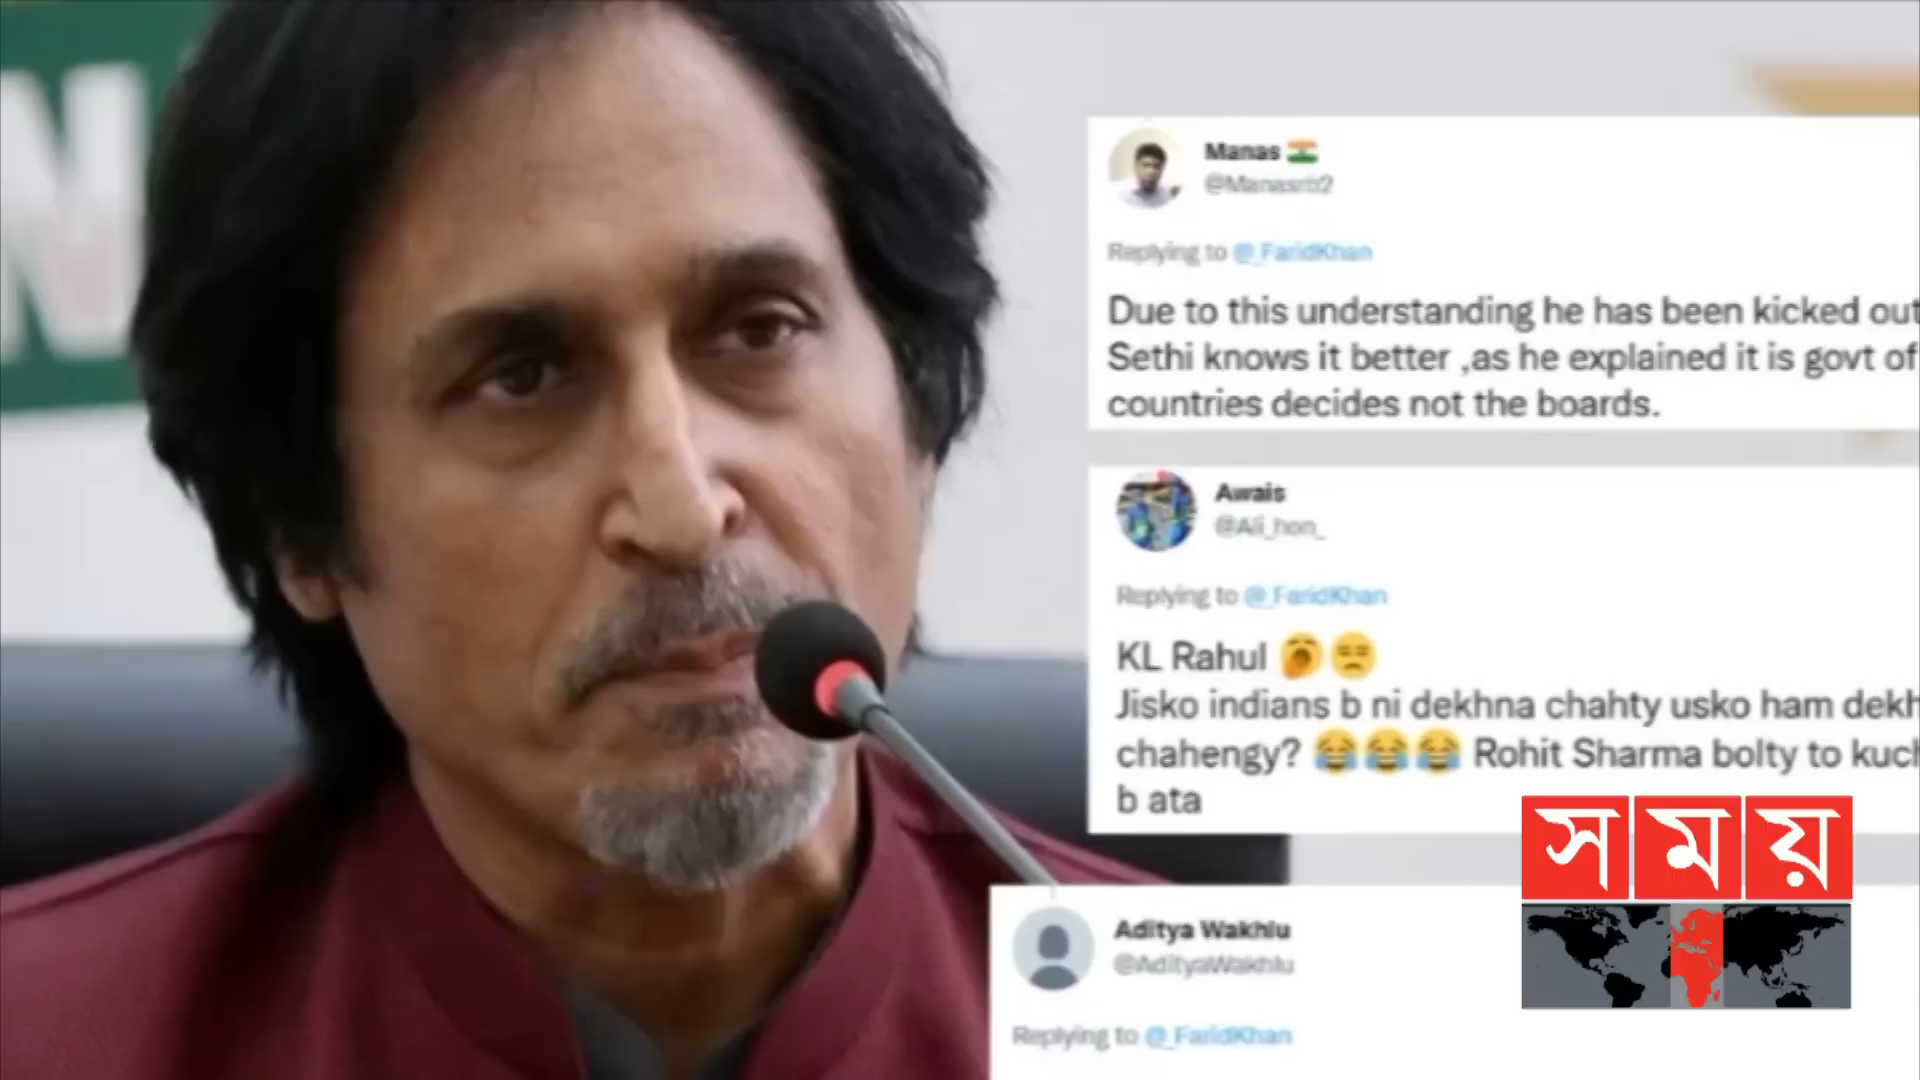 N
Manas
@Manasrb2
Replying to @_FaridKhan
Due to this understanding he has been kicked out
Sethi knows it better ,as he explained it is govt of
countries decides not the boards.
Awais
@Ali_hon_
Replying to @_FaridKhan
KL Rahul
Jisko indians b ni dekhna chahty usko ham dekh
chahengy? Rohit Sharma bolty to kuch
b ata
সময়
Aditya Wakhlu
@AdityaWakhlu
Replying to @_FaridKhan